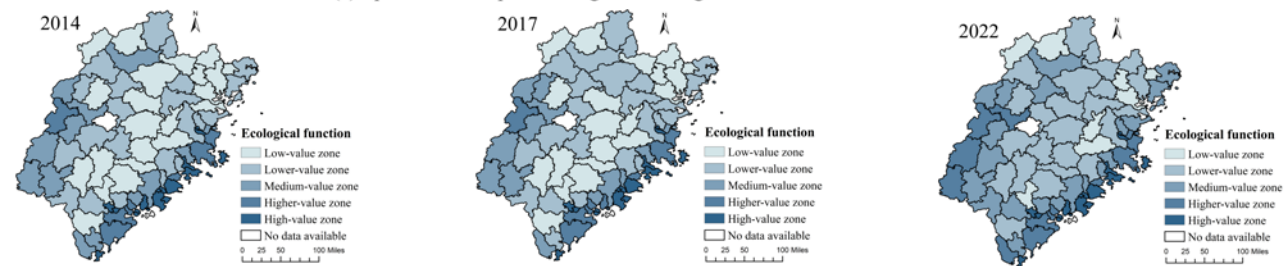 2014
N
Ecological function
Low-value zone
Lower-value zone
Medium-value zone
Higher-value zone
High-value zone
No data available
0 25 50 100 Miles
2017
N
Ecological function
Low-value zone
Lower-value zone
Medium-value zone
Higher-value zone
High-value zone
No data available
0 25 50 100 Miles
2022
N
Ecological function
Low-value zone
Lower-value zone
Medium-value zone
Higher-value zone
High-value zone
No data available
0 25 50 100 Miles